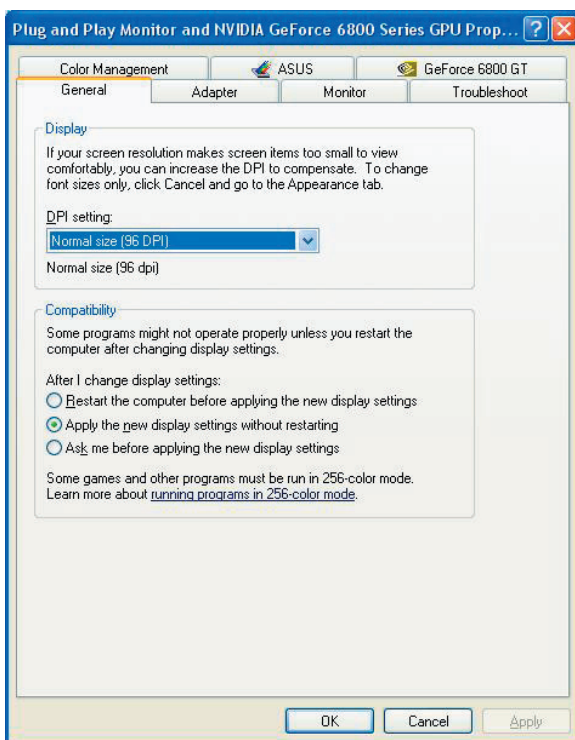 Plug and Play Monitor and NVIDIA GeForce 6800 Series GPU Prop...
Color Management
ASUS
GeForce 6800 GT
General
Adapter
Monitor
Troubleshoot
Display
If your screen resolution makes screen items too small to view
comfortably, you can increase the DPI to compensate. To change
font sizes only, click Cancel and go to the Appearance tab.
DPI setting:
Normal size (96 DPI)
Normal size (96 dpi)
Compatibility
Some programs might not operate properly unless you restart the
computer after changing display settings.
After I change display settings:
Restart the computer before applying the new display settings
Apply the new display settings without restarting
Ask me before applying the new display settings
Some games and other programs must be run in 256-color mode.
Learn more about running programs in 256-color mode.
OK
Cancel
Apply